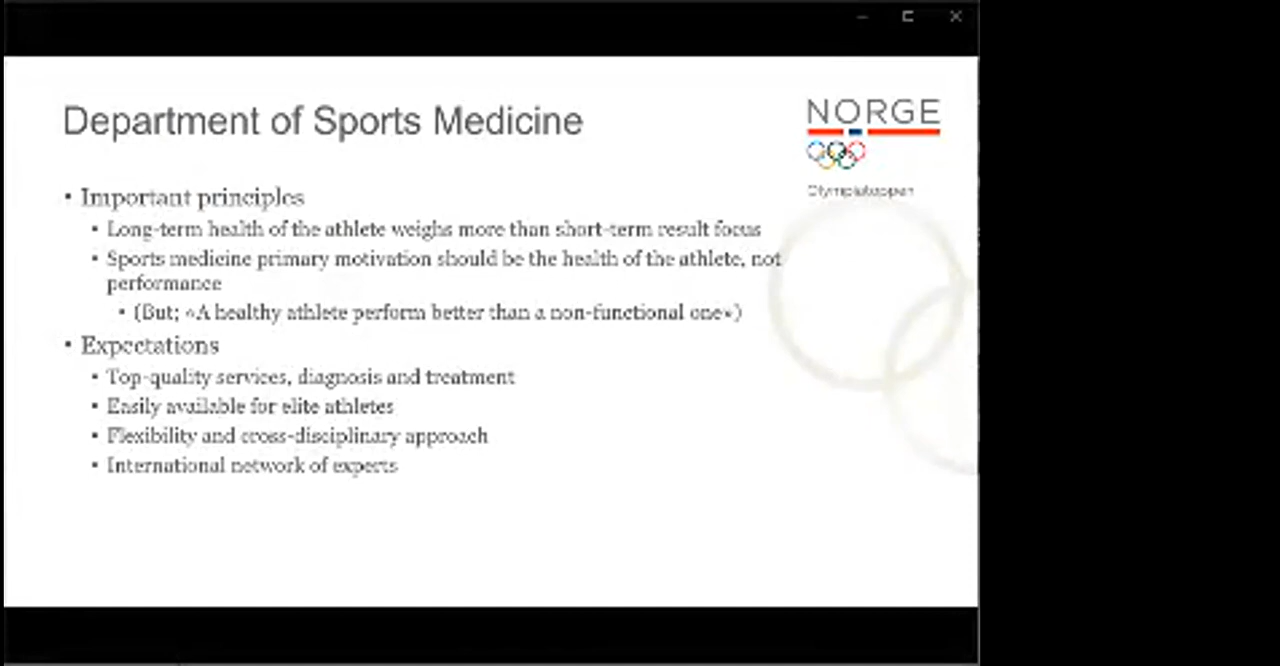 Department of Sports Medicine
NORGE
Olympiatoppen
• Important principles
• Long-term health of the athlete weighs more than short-term result focus
• Sports medicine primary motivation should be the health of the athlete, not
performance
• (But; «A healthy athlete perform better than a non-functional one»)
• Expectations
• Top-quality services, diagnosis and treatment
• Easily available for elite athletes
• Flexibility and cross-disciplinary approach
• International network of experts